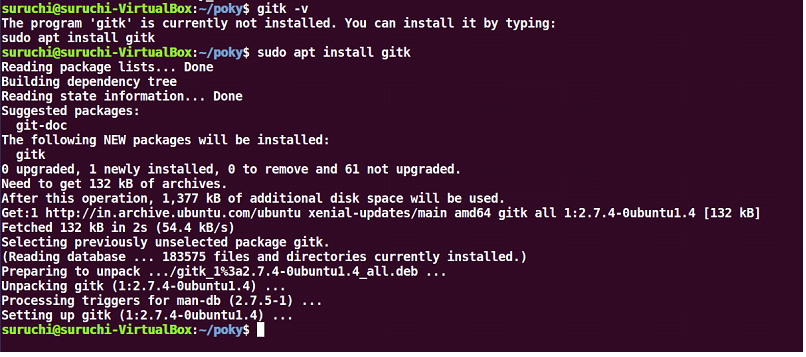 suruchi@suruchi-VirtualBox:~/poky$ gitk -v
The program 'gitk' is currently not installed. You can install it by typing:
sudo apt install gitk
suruchi@suruchi-VirtualBox:~/poky$ sudo apt install gitk
Reading package lists... Done
Building dependency tree
Reading state information... Done
Suggested packages:
  git-doc
The following NEW packages will be installed:
  gitk
0 upgraded, 1 newly installed, 0 to remove and 61 not upgraded.
Need to get 132 kB of archives.
After this operation, 1,377 kB of additional disk space will be used.
Get:1 http://in.archive.ubuntu.com/ubuntu xenial-updates/main amd64 gitk all 1:2.7.4-0ubuntu1.4 [132 kB]
Fetched 132 kB in 2s (54.4 kB/s)
Selecting previously unselected package gitk.
(Reading database ... 183575 files and directories currently installed.)
Preparing to unpack .../gitk_1%3a2.7.4-0ubuntu1.4_all.deb ...
Unpacking gitk (1:2.7.4-0ubuntu1.4) ...
Processing triggers for man-db (2.7.5-1) ...
Setting up gitk (1:2.7.4-0ubuntu1.4) ...
suruchi@suruchi-VirtualBox:~/poky$